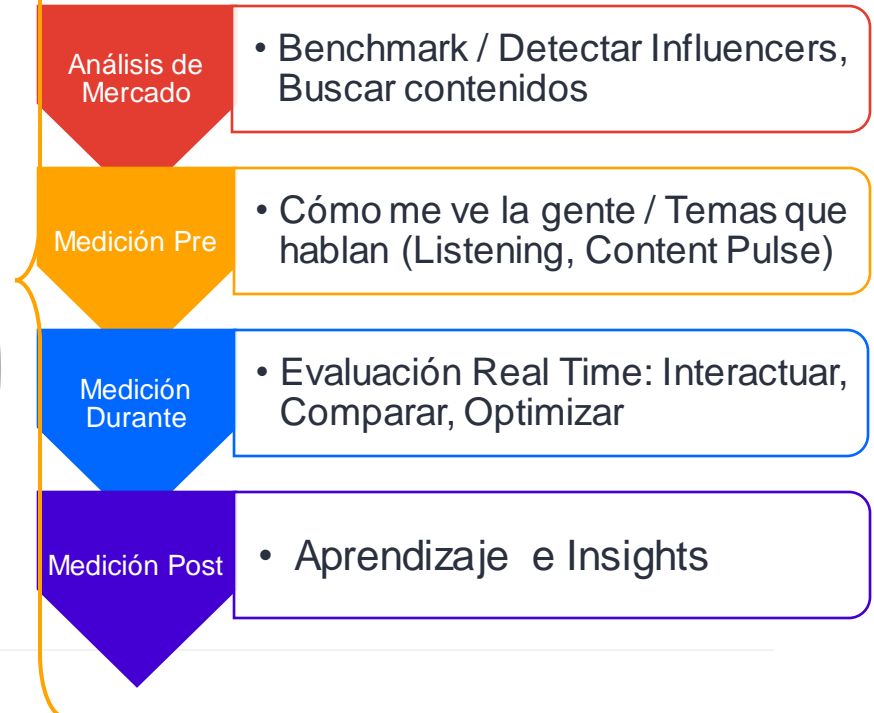 Análisis de
Mercado
• Benchmark / Detectar Influencers,
Buscar contenidos
Medición Pre
• Cómo me ve la gente / Temas que
hablan (Listening, Content Pulse)
Medición
Durante
• Evaluación Real Time: Interactuar,
Comparar, Optimizar
Medición Post
• Aprendizaje e Insights